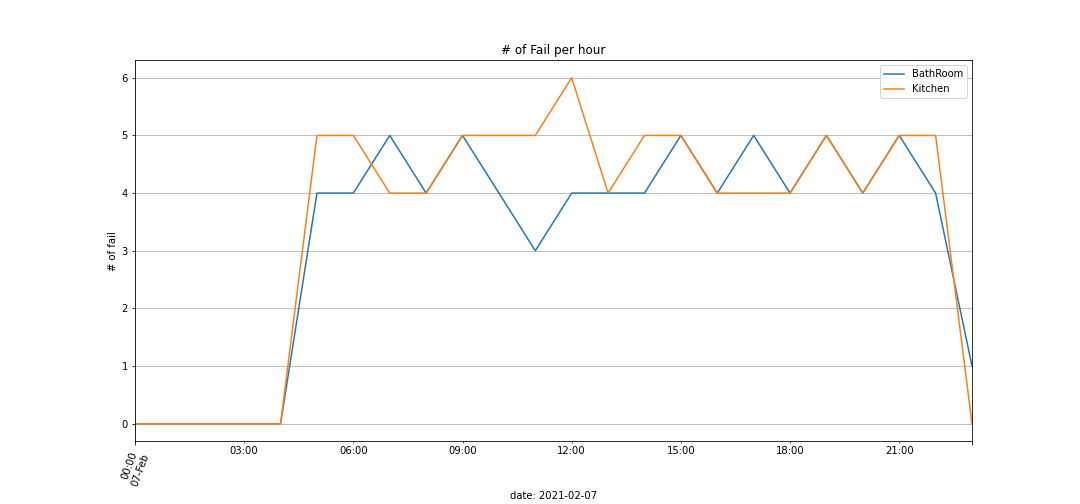 # of Fail per hour
BathRoom
Kitchen
6
5
4
3
2
1
0
# of fail
00:00
07-Feb
03:00
06:00
09:00
12:00
15:00
18:00
21:00
date: 2021-02-07